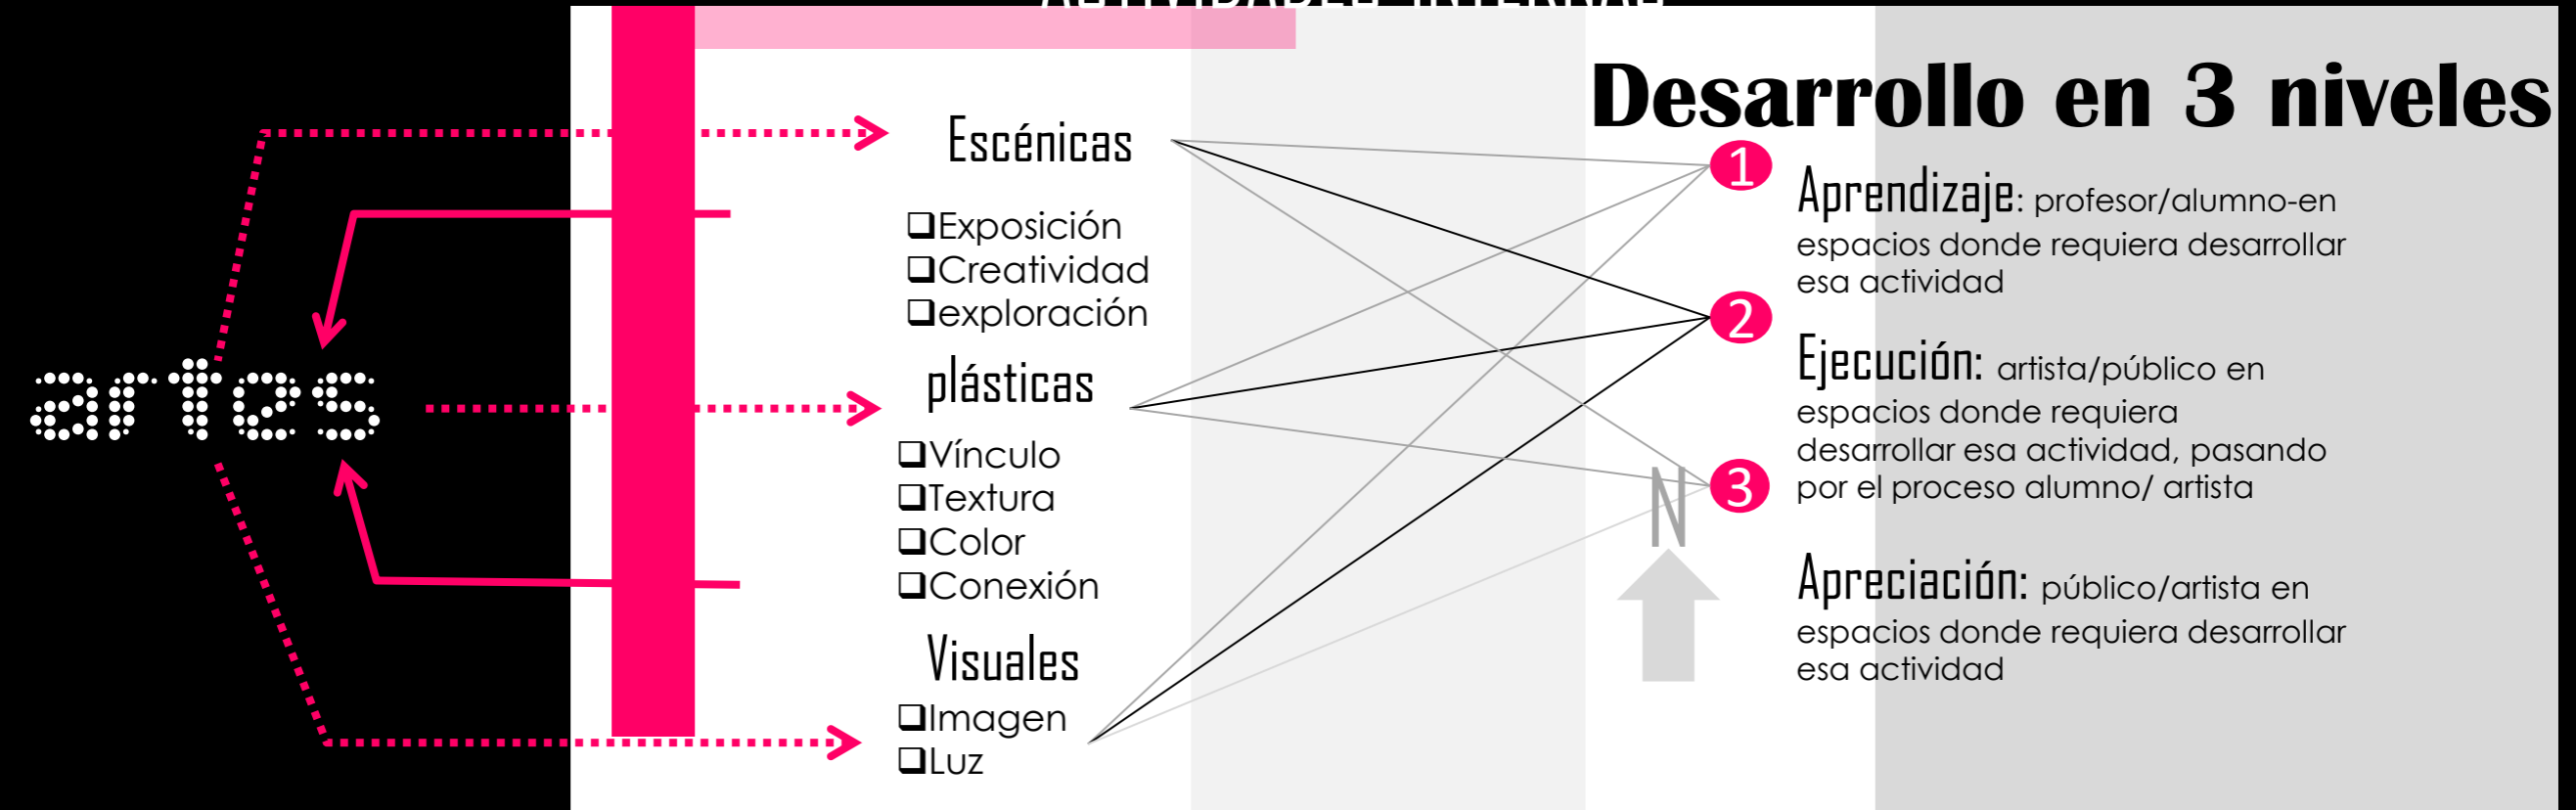 Desarrollo en 3 niveles
artes
Escénicas
❑Exposición
❑Creatividad
❑exploración
plásticas
❑Vínculo
❑Textura
❑Color
❑Conexión
Visuales
❑Imagen
❑Luz
1
Aprendizaje: profesor/alumno-en
espacios donde requiera desarrollar
esa actividad
2
Ejecución: artista/público en
espacios donde requiera
desarrollar esa actividad, pasando
por el proceso alumno/ artista
3
N
Apreciación: público/artista en
espacios donde requiera desarrollar
esa actividad